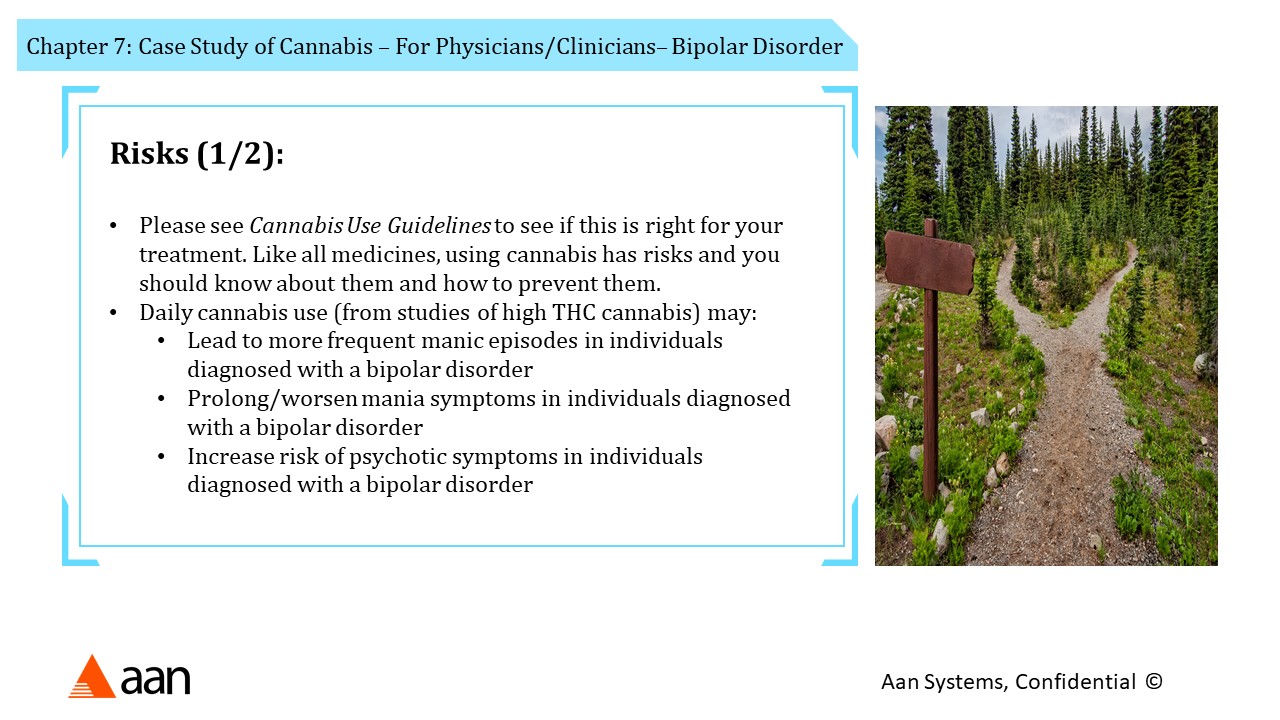 Chapter 7: Case Study of Cannabis – For Physicians/Clinicians– Bipolar Disorder
Risks (1/2):
• Please see Cannabis Use Guidelines to see if this is right for your
treatment. Like all medicines, using cannabis has risks and you
should know about them and how to prevent them.
• Daily cannabis use (from studies of high THC cannabis) may:
• Lead to more frequent manic episodes in individuals
diagnosed with a bipolar disorder
• Prolong/worsen mania symptoms in individuals diagnosed
with a bipolar disorder
• Increase risk of psychotic symptoms in individuals
diagnosed with a bipolar disorder
aan
Aan Systems, Confidential ©